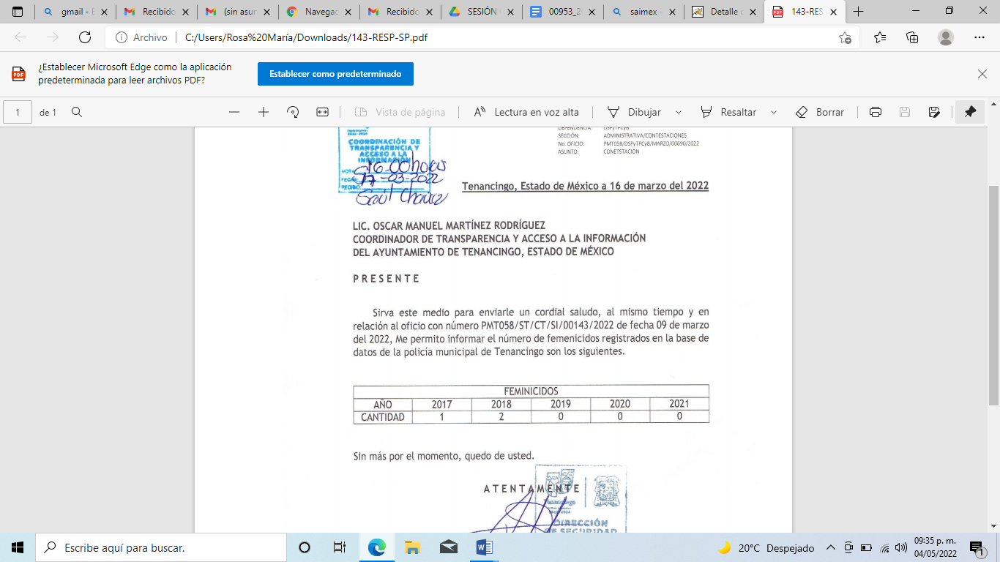 gmail - E
Recibido
(sin asun
Navegac
Recibido
SESIÓN
00953_2
saimex -
Detalle d
143-RES
Archivo
C:/Users/Rosa%20María/Downloads/143-RESP-SP.pdf
¿Establecer Microsoft Edge como la aplicación
predeterminada para leer archivos PDF?
Establecer como predeterminado
1
de 1
Vista de página
Lectura en voz alta
Dibujar
Resaltar
Borrar
COORDINACIÓN DE
TRANSPARENCIA Y
ACCESO A LA
INFORMACIÓN
HORA: 16:00 horas
FECHA: 17-03-2022
RECIBIÓ: Saúl Chavez
DEPENDENCIA: DSPyTPCyB
SECCIÓN: ADMINISTRATIVA/CONTESTACIONES
No. OFICIO: PMT058/DSPyTPCyB/MARZO/00690/2022
ASUNTO: CONETSTACION
Tenancingo, Estado de México a 16 de marzo del 2022
LIC. OSCAR MANUEL MARTÍNEZ RODRÍGUEZ
COORDINADOR DE TRANSPARENCIA Y ACCESO A LA INFORMACIÓN
DEL AYUNTAMIENTO DE TENANCINGO, ESTADO DE MÉXICO
P R E S E N T E
Sirva este medio para enviarle un cordial saludo, al mismo tiempo y en
relación al oficio con número PMT058/ST/CT/SI/00143/2022 de fecha 09 de marzo
del 2022, Me permito informar el número de femenicidos registrados en la base de
datos de la policía municipal de Tenancingo son los siguientes.
FEMINICIDOS
AÑO 2017 2018 2019 2020 2021
CANTIDAD 1 2 0 0 0
Sin más por el momento, quedo de usted.
A T E N T A M E N T E
Tenancingo
DIRECCIÓN
DE SEGURIDAD
Escribe aquí para buscar.
20°C Despejado
09:35 p. m.
04/05/2022
1